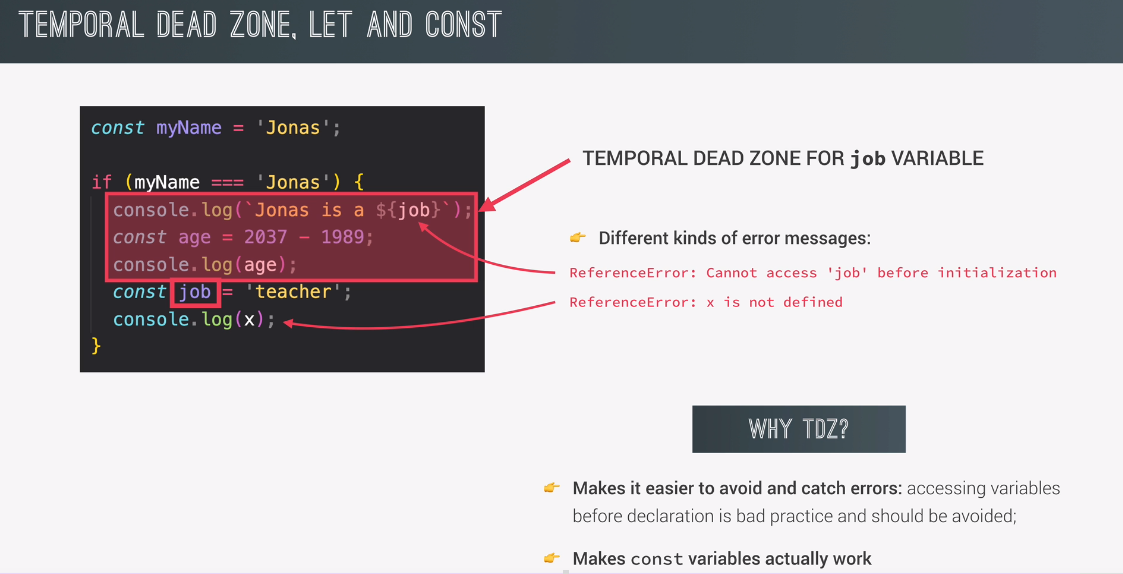 TEMPORAL DEAD ZONE, LET AND CONST
const myName = 'Jonas';
if (myName === 'Jonas') {
console.log(`Jonas is a ${job}`);
const age = 2037 – 1989;
console.log(age);
const job = 'teacher';
console.log(x);
}
TEMPORAL DEAD ZONE FOR job VARIABLE
👉 Different kinds of error messages:
ReferenceError: Cannot access 'job' before initialization
ReferenceError: x is not defined
WHY TDZ?
👉 Makes it easier to avoid and catch errors: accessing variables
before declaration is bad practice and should be avoided;
👉 Makes const variables actually work